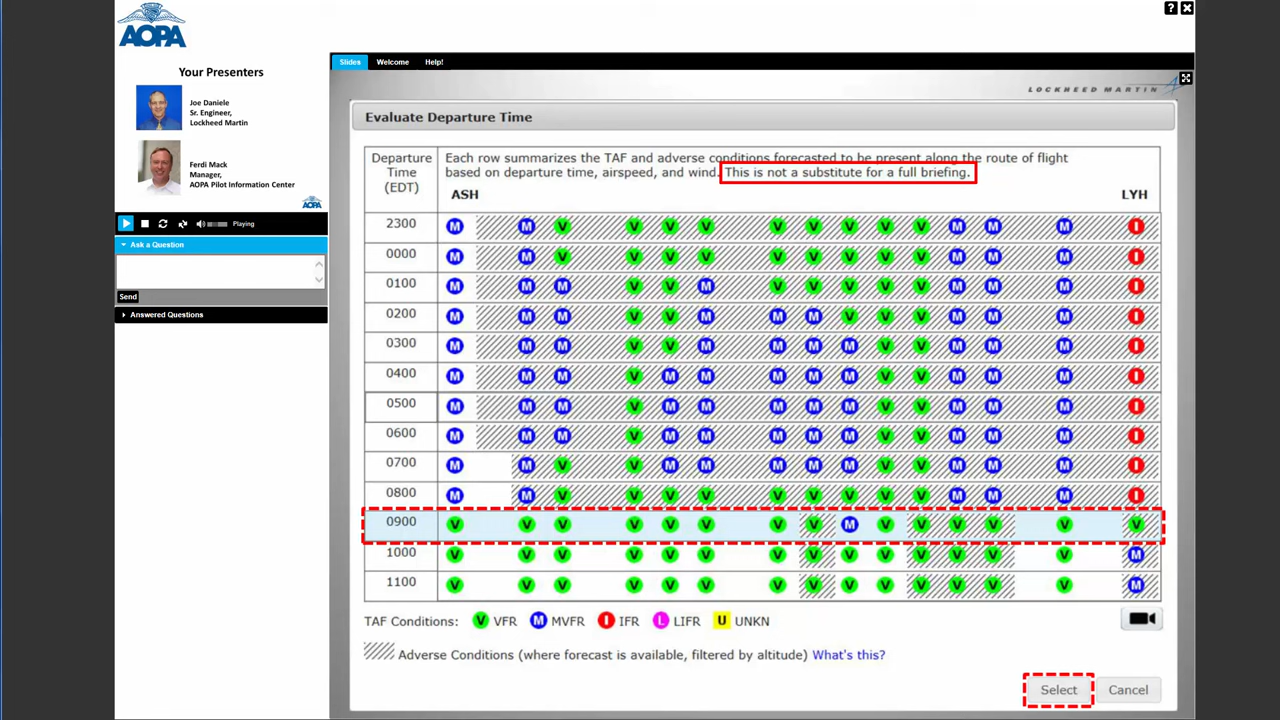 AOPA
Your Presenters
Joe Daniele
Sr. Engineer,
Lockheed Martin
Ferdi Mack
Manager,
AOPA Pilot Information Center
AOPA
Playing
Ask a Question
Send
Answered Questions
? 
Slides Welcome Help!
LOCKHEED MARTIN
Evaluate Departure Time
Departure
Time
(EDT)
Each row summarizes the TAF and adverse conditions forecasted to be present along the route of flight
based on departure time, airspeed, and wind. This is not a substitute for a full briefing.
ASH LYH
2300 M M V V V V V V V V V M M M I
0000 M M V V V V V V V V V M M M I
0100 M M M V V M V V V V V M M M I
0200 M M M V V M M M V V V M M M I
0300 M M M V V M M M M V V M M M I
0400 M M M V M M M M M V V M M M I
0500 M M M V M M M M M V V M M M I
0600 M M M V M M M M M V V M M M I
0700 M M V V M M M M M V V M M M I
0800 M M V V V V V V V V V M M M I
0900 V V V V V V V V M V V V V V V
1000 V V V V V V V V V V V V V V M
1100 V V V V V V V V V V V V V V M
TAF Conditions: V VFR M MVFR I IFR L LIFR U UNKN
Adverse Conditions (where forecast is available, filtered by altitude) What's this?
Select Cancel